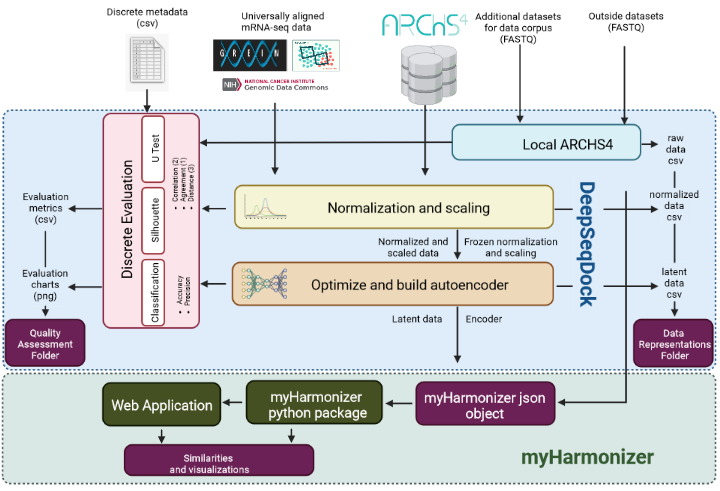 Discrete metadata
(csv)
Universally aligned
mRNA-seq data
GREIN
NIH NATIONAL CANCER INSTITUTE
Genomic Data Commons
ARCHS4
Additional datasets
for data corpus
(FASTQ)
Outside datasets
(FASTQ)
Discrete Evaluation
U Test
Silhouette
Classification
• Correlation (2)
• Agreement (1)
• Distance (3)
• Accuracy
• Precision
Local ARCHS4
raw
data
csv
Evaluation
metrics
(csv)
Normalization and scaling
normalized
data
csv
DeepSeqDock
Normalized and
scaled data
Frozen normalization
and scaling
Evaluation
charts
(png)
Optimize and build autoencoder
latent
data
csv
Latent data
Encoder
Quality
Assessment
Folder
Data
Representations
Folder
Web Application
myHarmonizer
python package
myHarmonizer json
object
Similarities
and visualizations
myHarmonizer